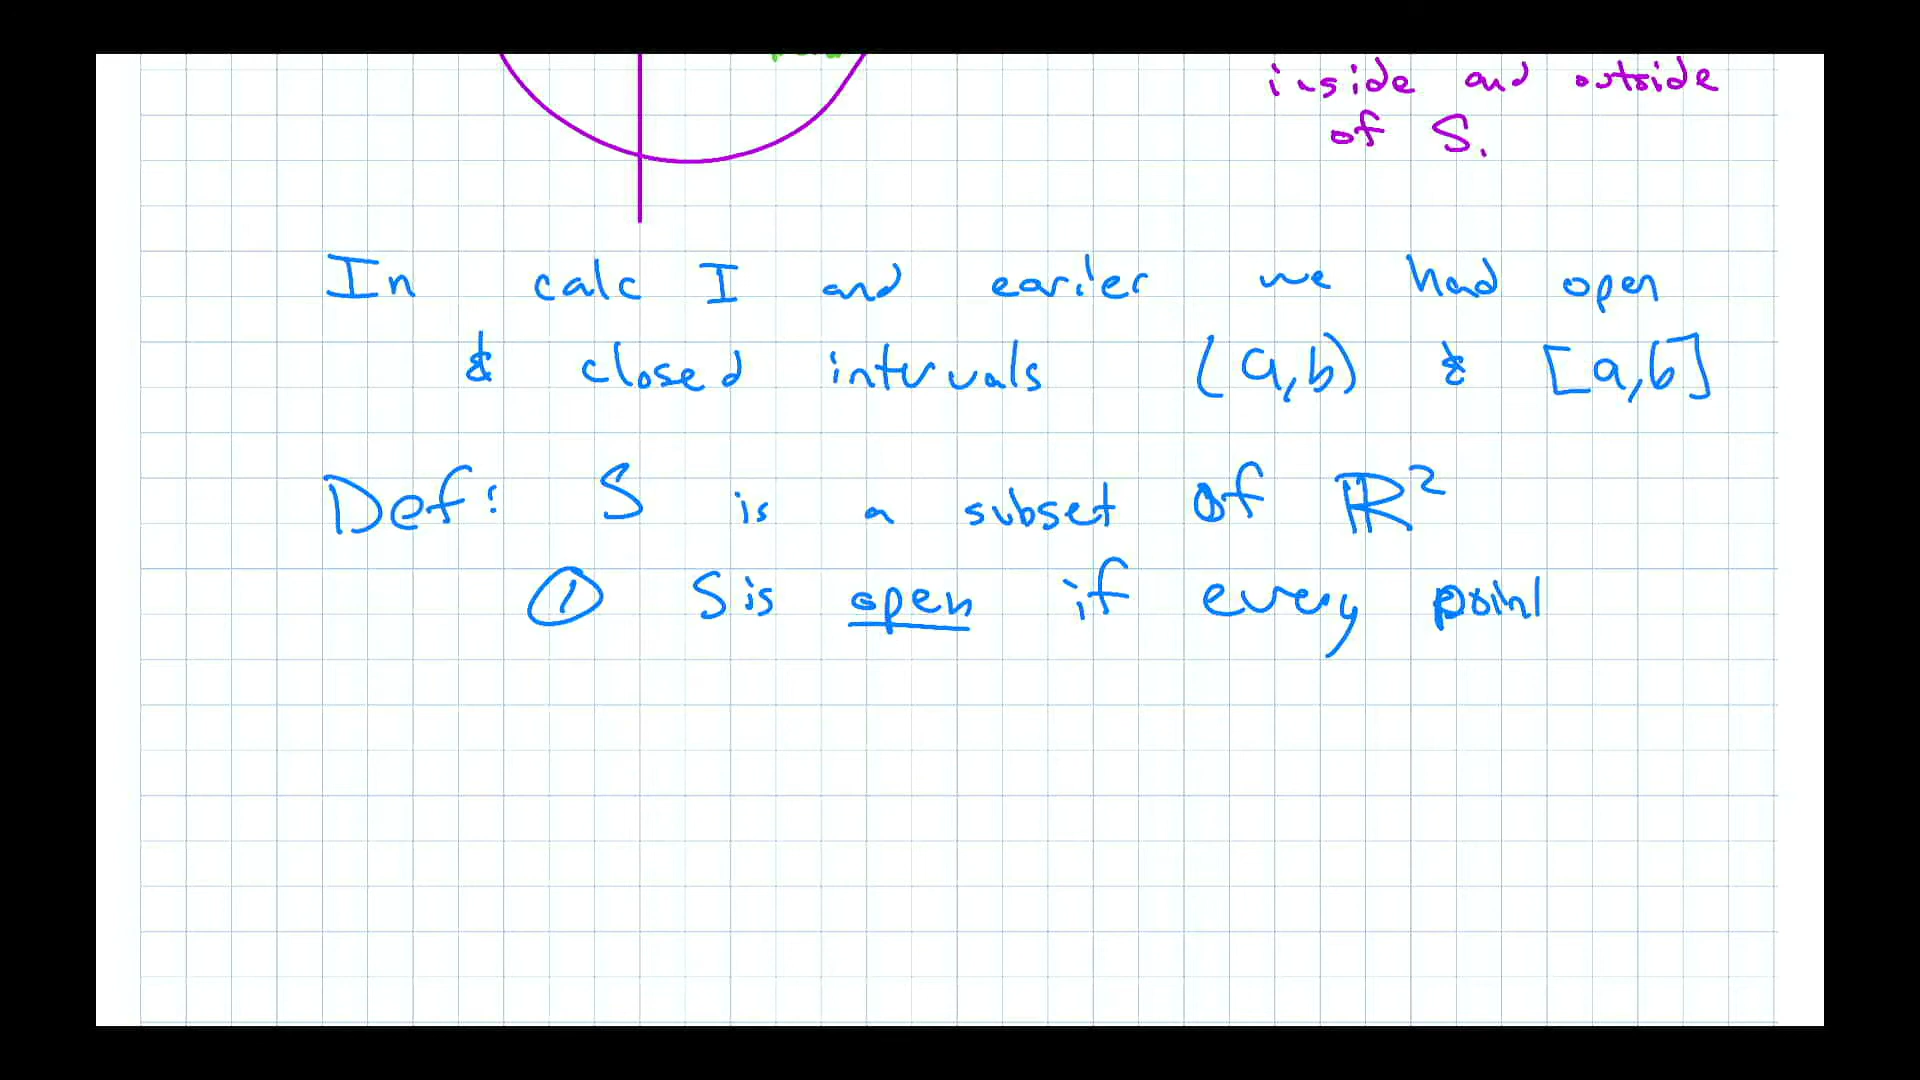 inside and outside
of S.
In calc I and earlier we had open
& closed intervals (a,b) & [a,b]
Def: S is a subset of ℝ²
① S is open if every point